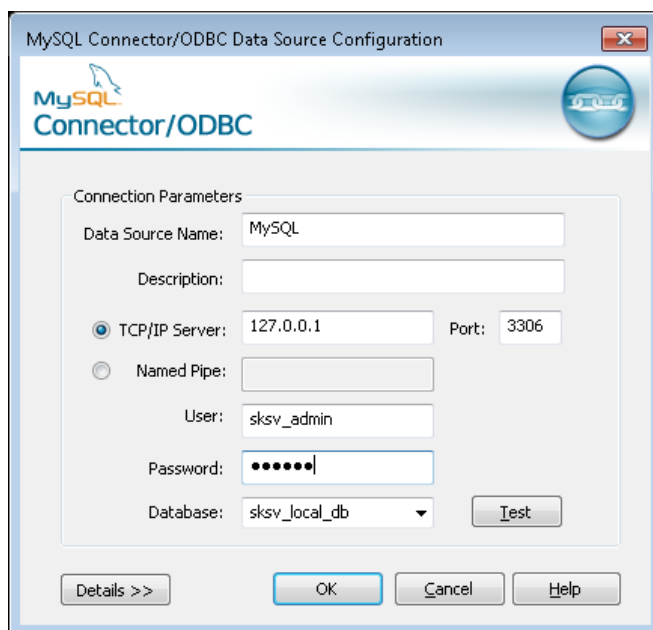 MySQL Connector/ODBC Data Source Configuration
MySQL
Connector/ODBC
Connection Parameters
Data Source Name: MySQL
Description:
TCP/IP Server: 127.0.0.1 Port: 3306
Named Pipe:
User: sksv_admin
Password: ●●●●●●
Database: sksv_local_db Test
Details >> OK Cancel Help